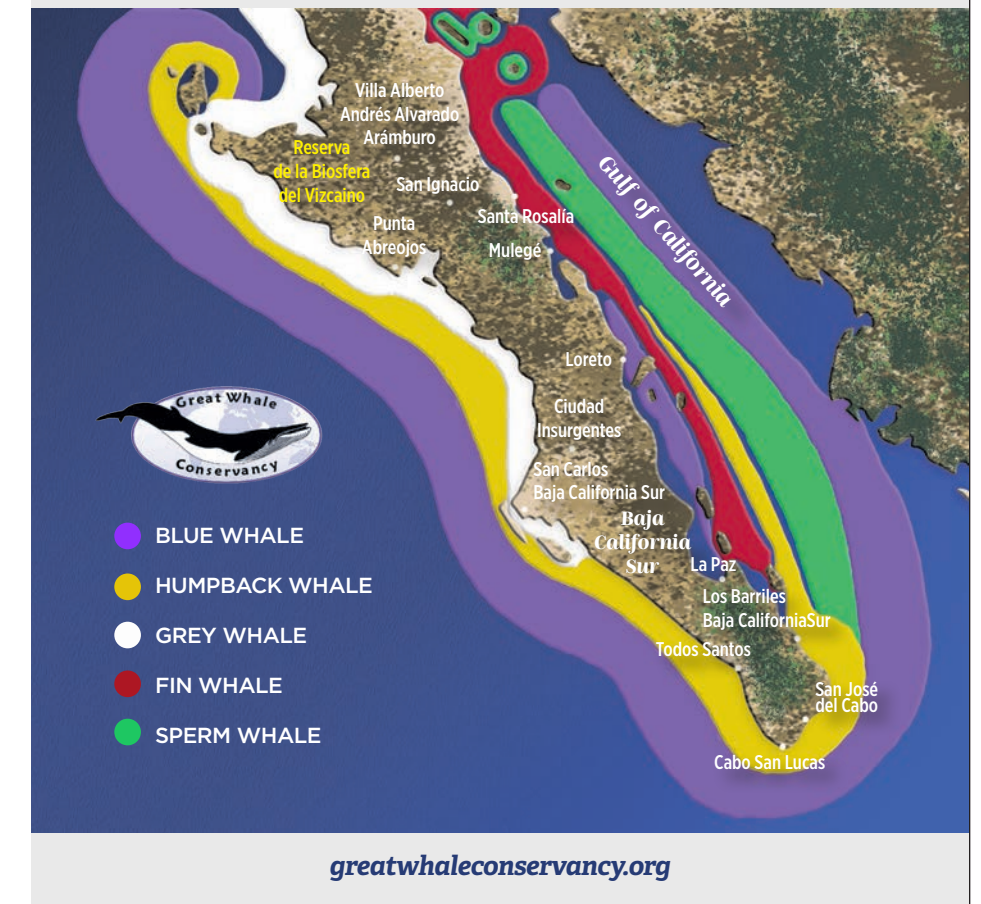 Villa Alberto
Andrés Alvarado
Arámburo
Reserva
de la Biosfera
del Vizcaino
San Ignacio
Punta
Abreojos
Santa Rosalía
Mulegé
Gulf of California
Loreto
Ciudad
Insurgentes
San Carlos
Baja California Sur
Baja
California
Sur
La Paz
Los Barriles
Baja CaliforniaSur
Todos Santos
San José
del Cabo
Cabo San Lucas
Great Whale
Conservancy
BLUE WHALE
HUMPBACK WHALE
GREY WHALE
FIN WHALE
SPERM WHALE
greatwhaleconservancy.org